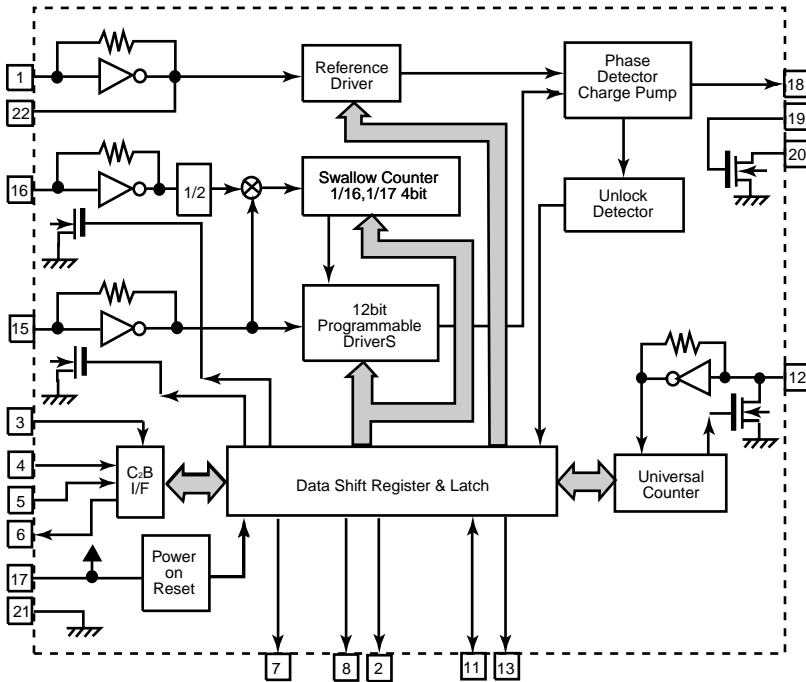 1
Reference
Driver
Phase
Detector
Charge Pump
18
22
19
20
16
1/2
Swallow Counter
1/16,1/17 4bit
Unlock
Detector
15
12bit
Programmable
DriverS
12
3
4
5
6
C2B
I/F
Data Shift Register & Latch
Universal
Counter
17
Power
on
Reset
21
7
8
2
11
13